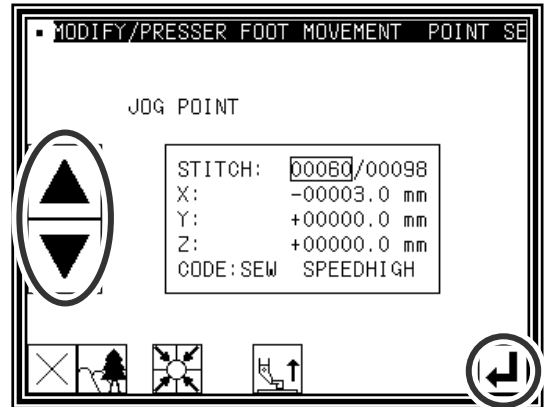 MODIFY/PRESSER FOOT MOVEMENT POINT SE
JOG POINT
STITCH: 00060/00098
X: -00003.0 mm
Y: +00000.0 mm
Z: +00000.0 mm
CODE:SEW SPEEDHIGH